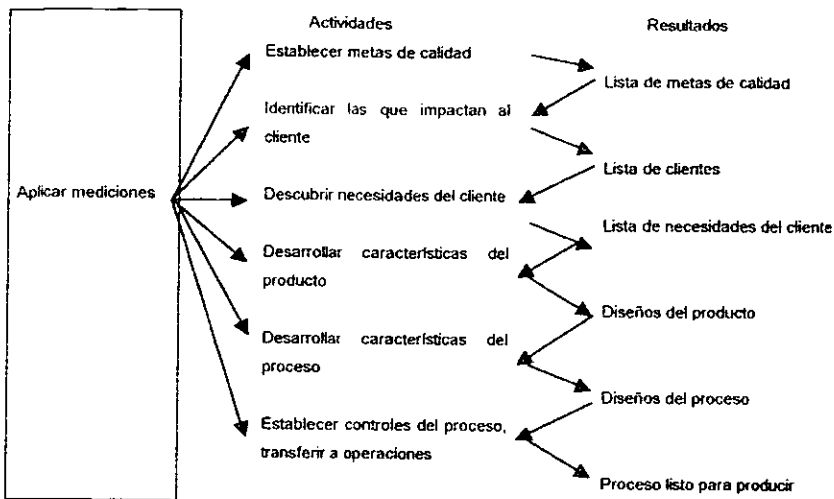 Actividades
Resultados
Establecer metas de calidad
Lista de metas de calidad
Identificar las que impactan al
cliente
Lista de clientes
Aplicar mediciones
Descubrir necesidades del cliente
Lista de necesidades del cliente
Desarrollar características del
producto
Diseños del producto
Desarrollar características del
proceso
Diseños del proceso
Establecer controles del proceso,
transferir a operaciones
Proceso listo para producir